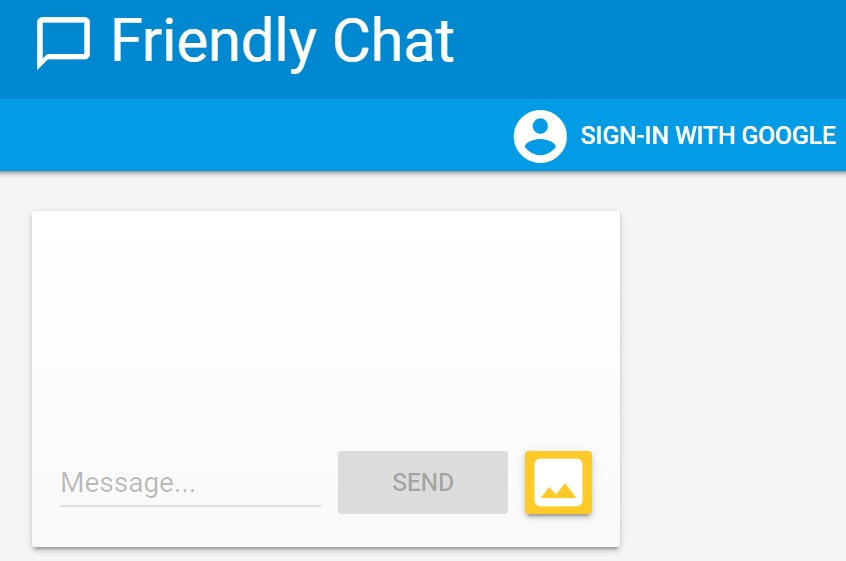 Friendly Chat
SIGN-IN WITH GOOGLE
Message...
SEND